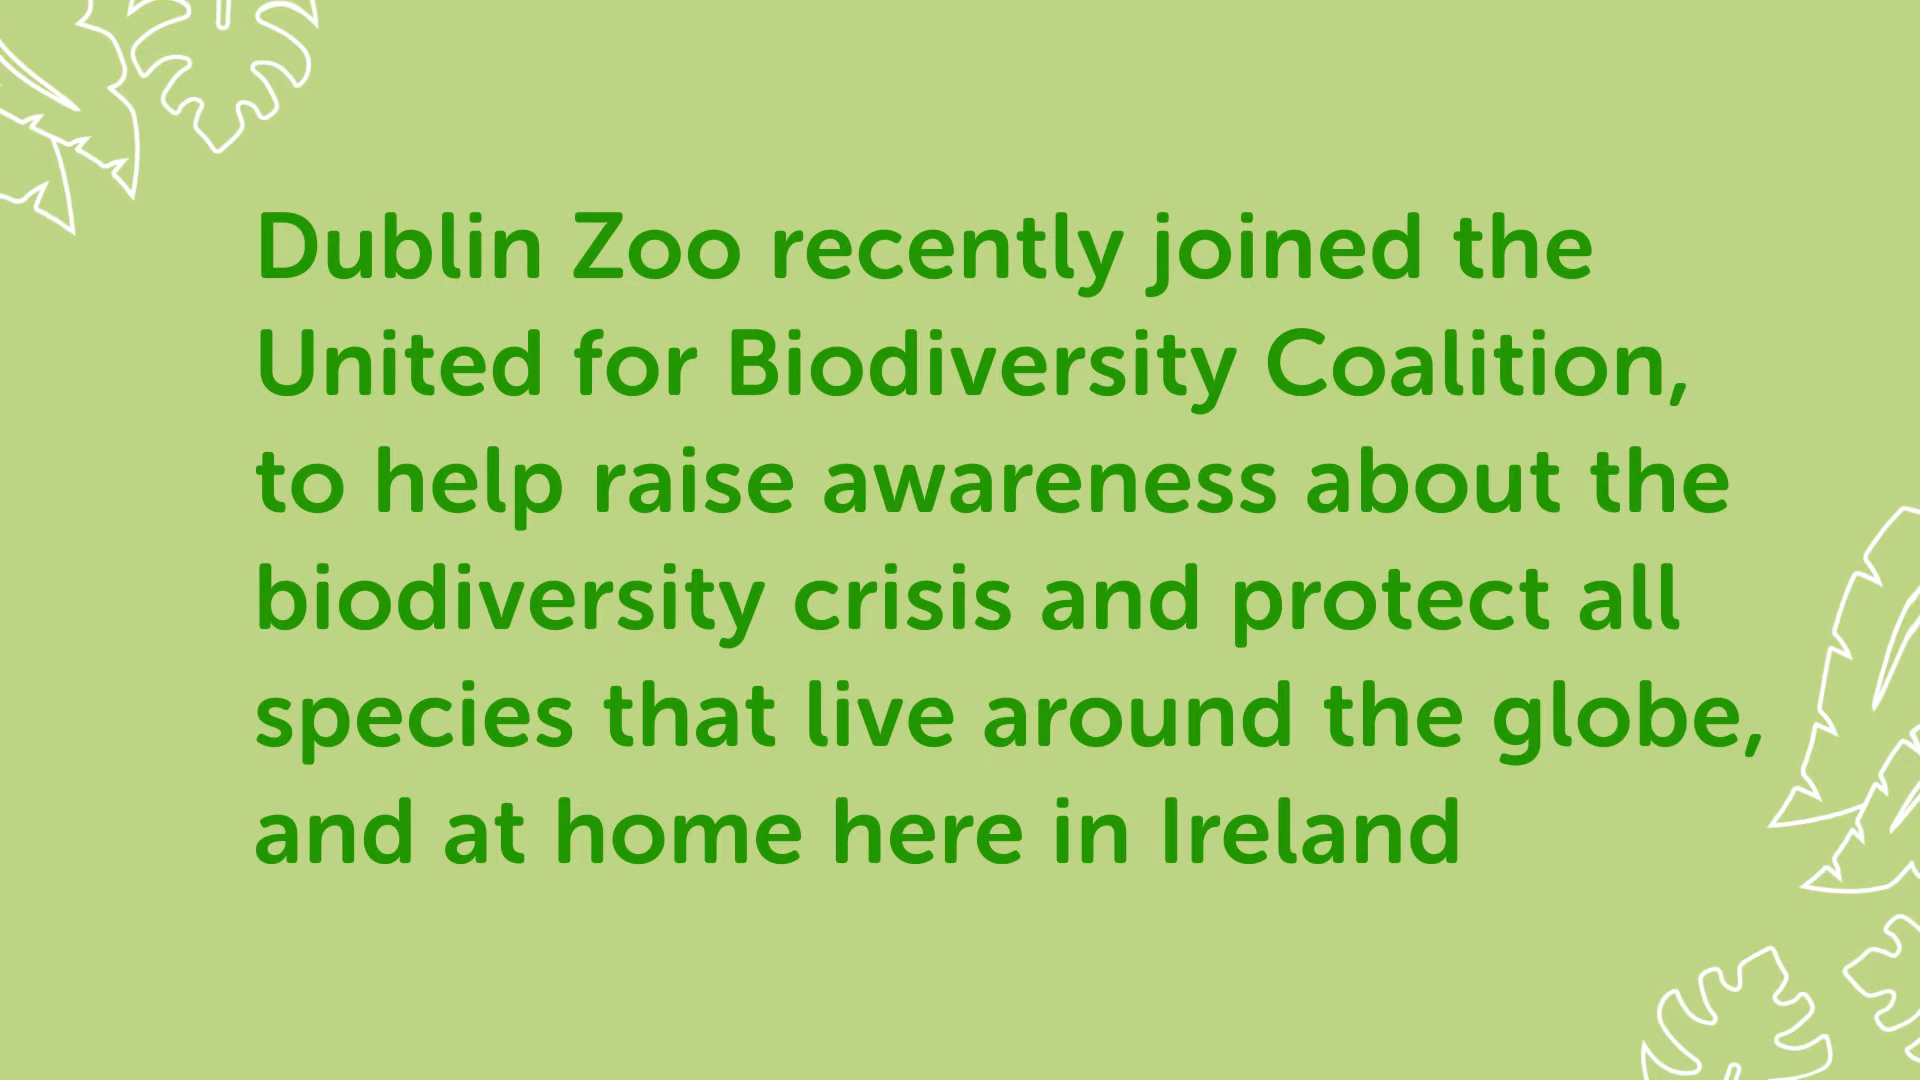 Dublin Zoo recently joined the
United for Biodiversity Coalition,
to help raise awareness about the
biodiversity crisis and protect all
species that live around the globe,
and at home here in Ireland